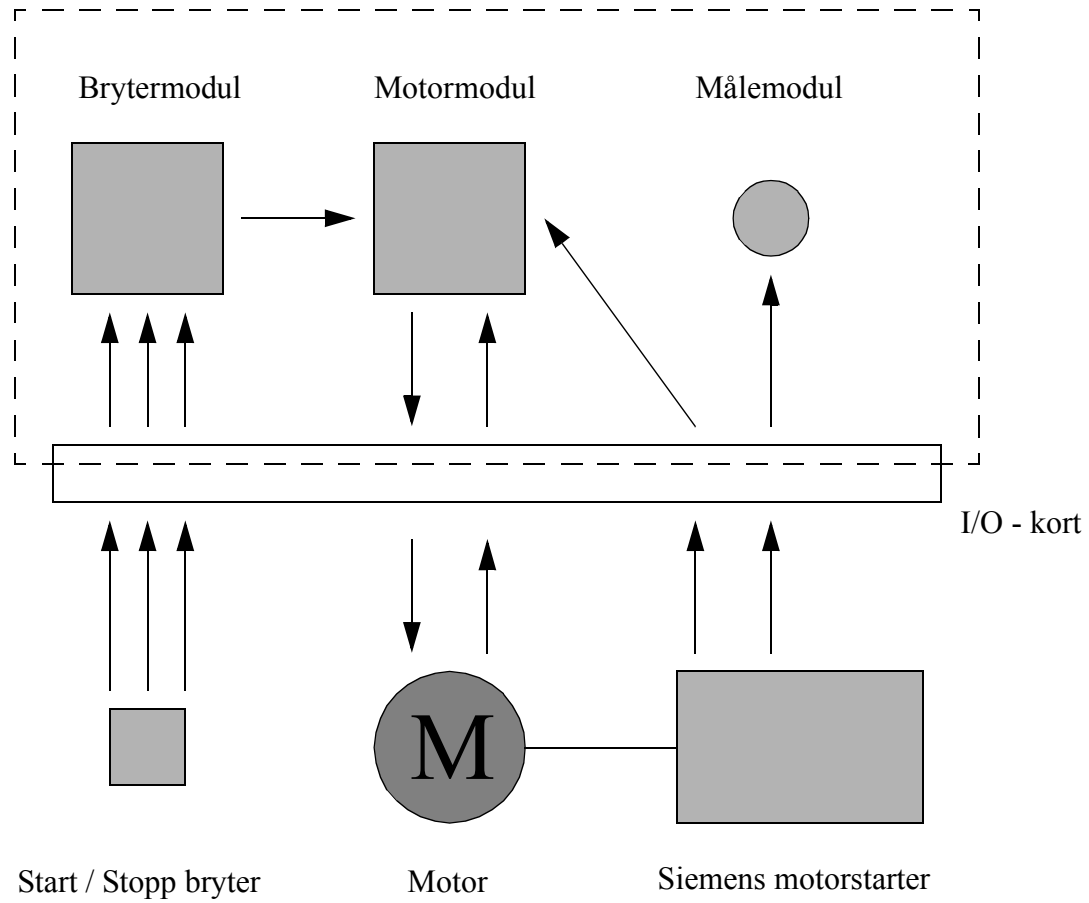 Brytermodul
Motormodul
Målemodul
I/O - kort
M
Start / Stopp bryter
Motor
Siemens motorstarter